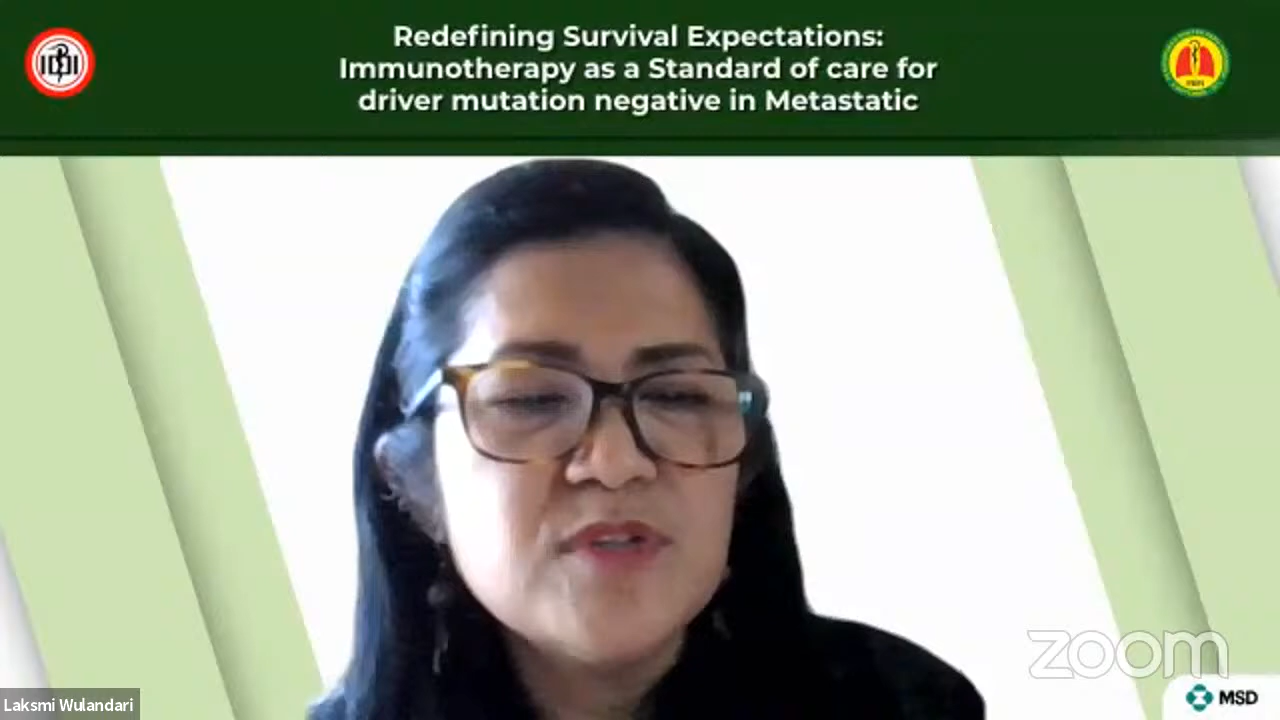 Redefining Survival Expectations:
Immunotherapy as a Standard of care for
driver mutation negative in Metastatic
zoom
Laksmi Wulandari
MSD